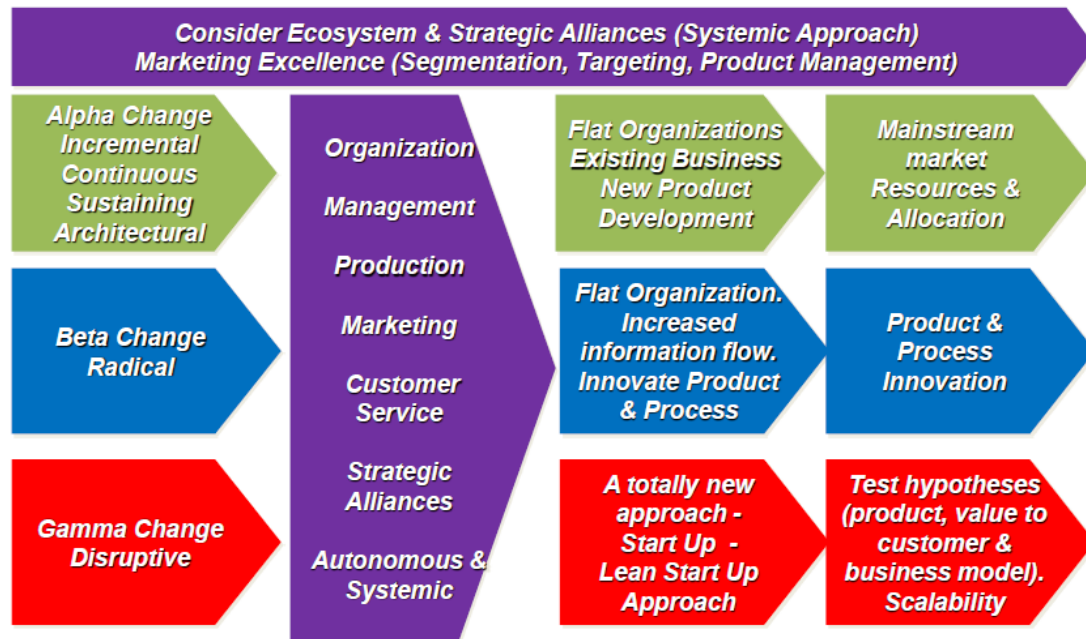 Consider Ecosystem & Strategic Alliances (Systemic Approach)
Marketing Excellence (Segmentation, Targeting, Product Management)
Alpha Change
Incremental
Continuous
Sustaining
Architectural
Organization
Management
Production
Marketing
Customer
Service
Strategic
Alliances
Autonomous &
Systemic
Flat Organizations
Existing Business
New Product
Development
Mainstream
market
Resources &
Allocation
Beta Change
Radical
Flat Organization.
Increased
information flow.
Innovate Product
& Process
Product &
Process
Innovation
Gamma Change
Disruptive
A totally new
approach -
Start Up -
Lean Start Up
Approach
Test hypotheses
(product, value to
customer &
business model).
Scalability